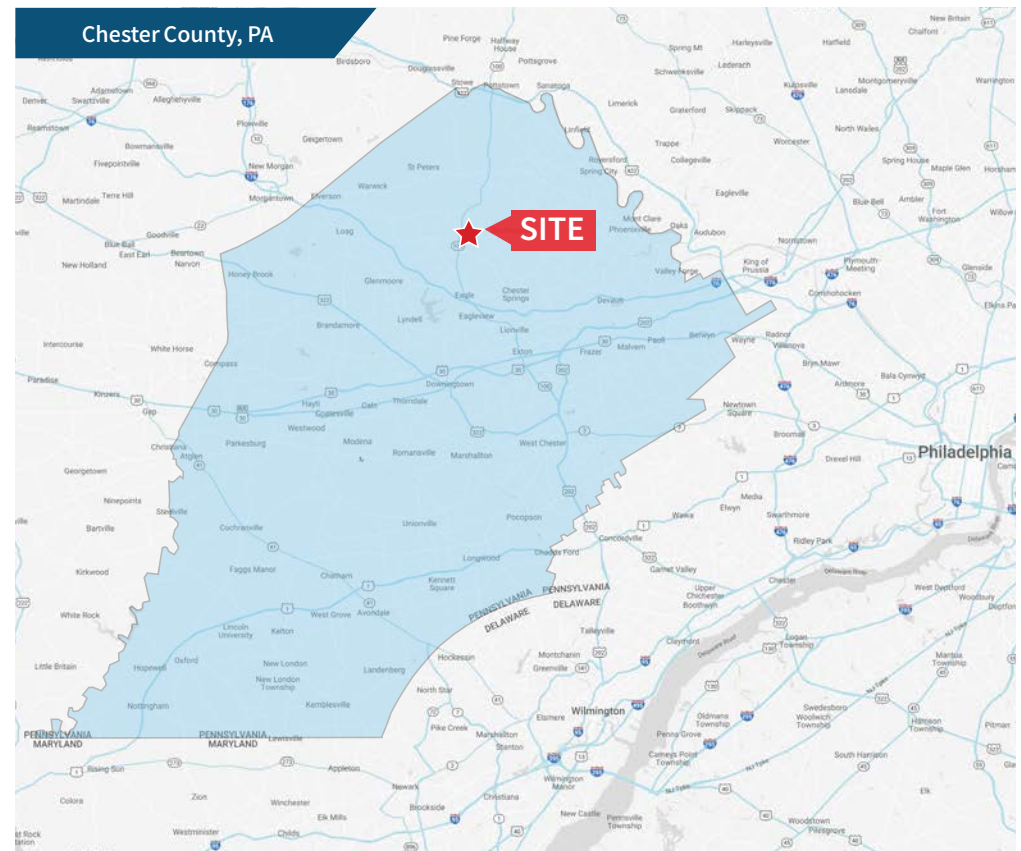 Chester County, PA
New Britain
Chalfont
Pine Forge
Halfway
House
Spring Mt
Harleysville
Hatfield
Birdsboro
Douglassville
Pottsgrove
Lederach
Montgomeryville
Schwenksville
Kulpsville
Lansdale
Warrington
Adamstown
Stowe
Pottstown
Sanatoga
Denver
Swartzville
Alleghenyville
Limerick
Graterford
Skippack
Reamstown
Plowville
Linfield
Trappe
Worcester
North Wales
Bowmansville
Geigertown
Royersford
Spring City
Collegeville
Spring House
Maple Glen
Horsham
Fivepointville
New Morgan
St Peters
Warwick
Eagleville
Terre Hill
Martindale
Morgantown
Elverson
Blue Bell
Ambler
Fort
Washington
Willow
SITE
Mont Clare
Phoenixville
Oaks
Audubon
Goodville
Loag
Norristown
Blue Ball
East Earl
Beartown
Narvon
New Holland
Honey Brook
Glenmoore
Valley Forge
King of
Prussia
Plymouth
Meeting
Glenside
Conshohocken
Eagle
Chester
Springs
Devault
Elkins Pa
Brandamore
Lyndell
Eagleview
Lionville
Intercourse
White Horse
Exton
Frazer
Malvern
Paoli
Berwyn
Wayne
Radnor
Villanova
Compass
Bryn Mawr
Paradise
Kinzers
Downingtown
Ardmore
Bala Cynwyd
Gap
Hayti
Coatesville
Caln
Thorndale
Newtown
Square
Westwood
Christiana
Atglen
Parkesburg
Modena
Romansville
Marshallton
West Chester
Broomall
Drexel Hill
Philadelphia
Georgetown
Media
Ninepoints
Steelville
Elwyn
Swarthmore
Bartville
Cochranville
Unionville
Pocopson
Wawa
Ridley Park
Concordville
Kirkwood
Faggs Manor
Chatham
Longwood
Chadds Ford
Garnet Valley
Chester
Delaware River
Kennett
Square
PENNSYLVANIA
DELAWARE
PENNSYLVANIA
DELAWARE
Upper
Chichester
Boothwyn
West Deptford
Woodbury
White Rock
West Grove
Avondale
Lincoln
University
Kelton
Talleyville
Claymont
Logan
Township
Little Britain
Hopewell
Oxford
New London
New London
Township
Landenberg
Hockessin
Montchanin
Greenville
Mantua
Township
Nottingham
Kemblesville
North Star
Wilmington
Elsmere
Oldmans
Township
Swedesboro
Woolwich
Township
Harrison
Township
Pitman
PENNSYLVANIA
MARYLAND
PENNSYLVANIA
MARYLAND
Lewisville
Pike Creek
Marshallton
Stanton
Penns Grove
Carneys Point
Township
South Harrison
Rising Sun
Appleton
Newark
Wilmington
Manor
Colora
Zion
Winchester
Brookside
Christiana
Elk
Elk Mills
New Castle
Pennsville
Township
Woodstown
Pilesgrove
Westminister
Childs